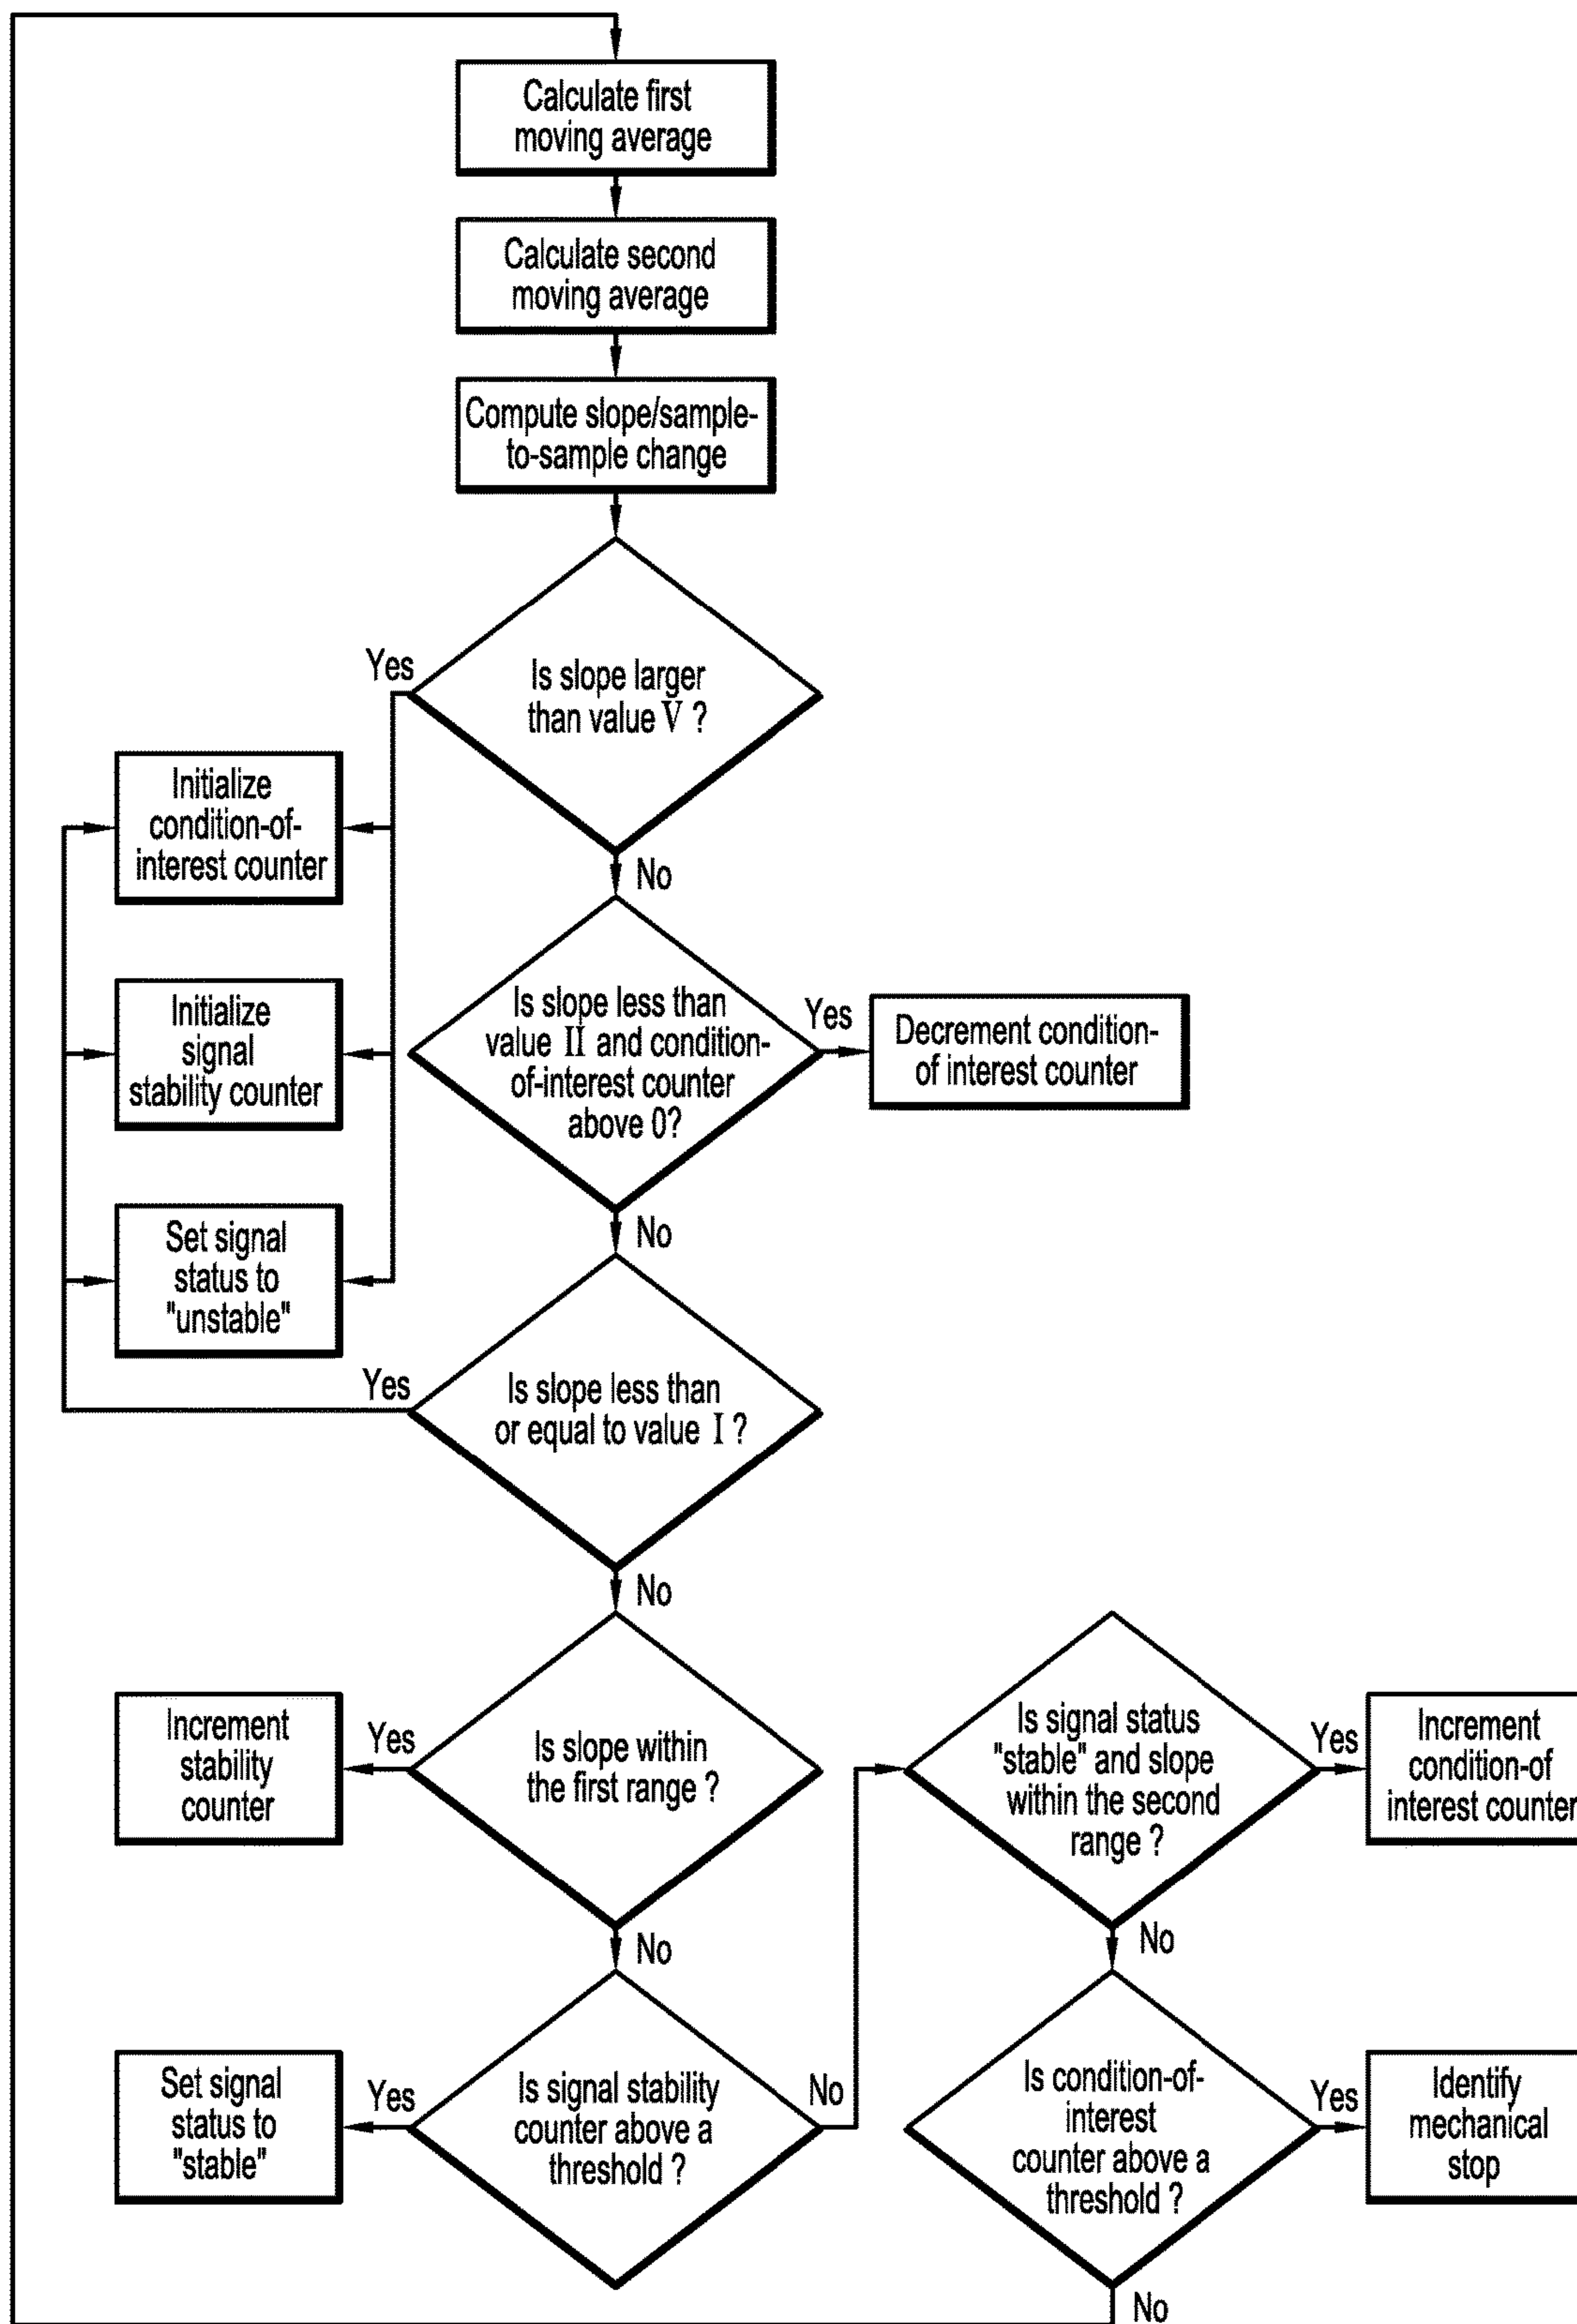 Calculate first
moving average
Calculate second
moving average
Compute slope/sample-
to-sample change
Yes
Is slope larger
than value V ?
No
Initialize
condition-of-
interest counter
Is slope less than
value II and condition-
of-interest counter
above 0?
Yes
Decrement condition-
of interest counter
Initialize
signal
stability counter
No
Set signal
status to
"unstable"
Yes
Is slope less than
or equal to value I ?
No
Increment
stability
counter
Yes
Is slope within
the first range ?
Is signal status
"stable" and slope
within the second
range ?
Yes
Increment
condition-of
interest counter
No
No
Set signal
status to
"stable"
Yes
Is signal stability
counter above a
threshold ?
No
Is condition-of-
interest
counter above a
threshold ?
Yes
Identify
mechanical
stop
No